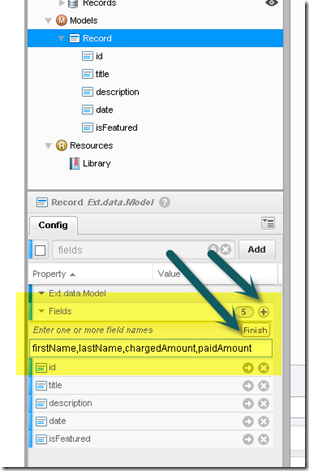 Records
M Models
Record
id
title
description
date
isFeatured
R Resources
Library
Record Ext.data.Model ?
Config
fields Add
Property Value
Ext.data.Model
Fields 5
Enter one or more field names Finish
firstName,lastName,chargedAmount,paidAmount
id
title
description
date
isFeatured